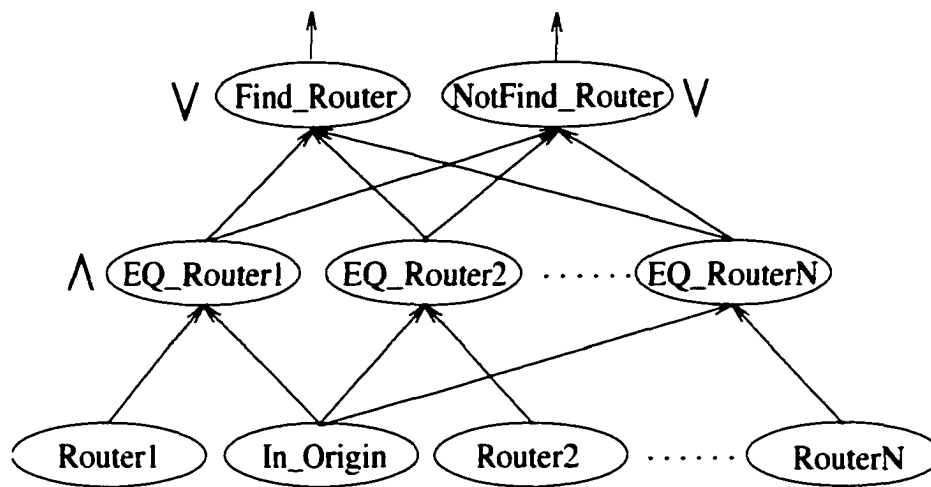 V Find_Router NotFind_Router V
Λ EQ_Router1 EQ_Router2 ...... EQ_RouterN
Router1 In_Origin Router2 ...... RouterN